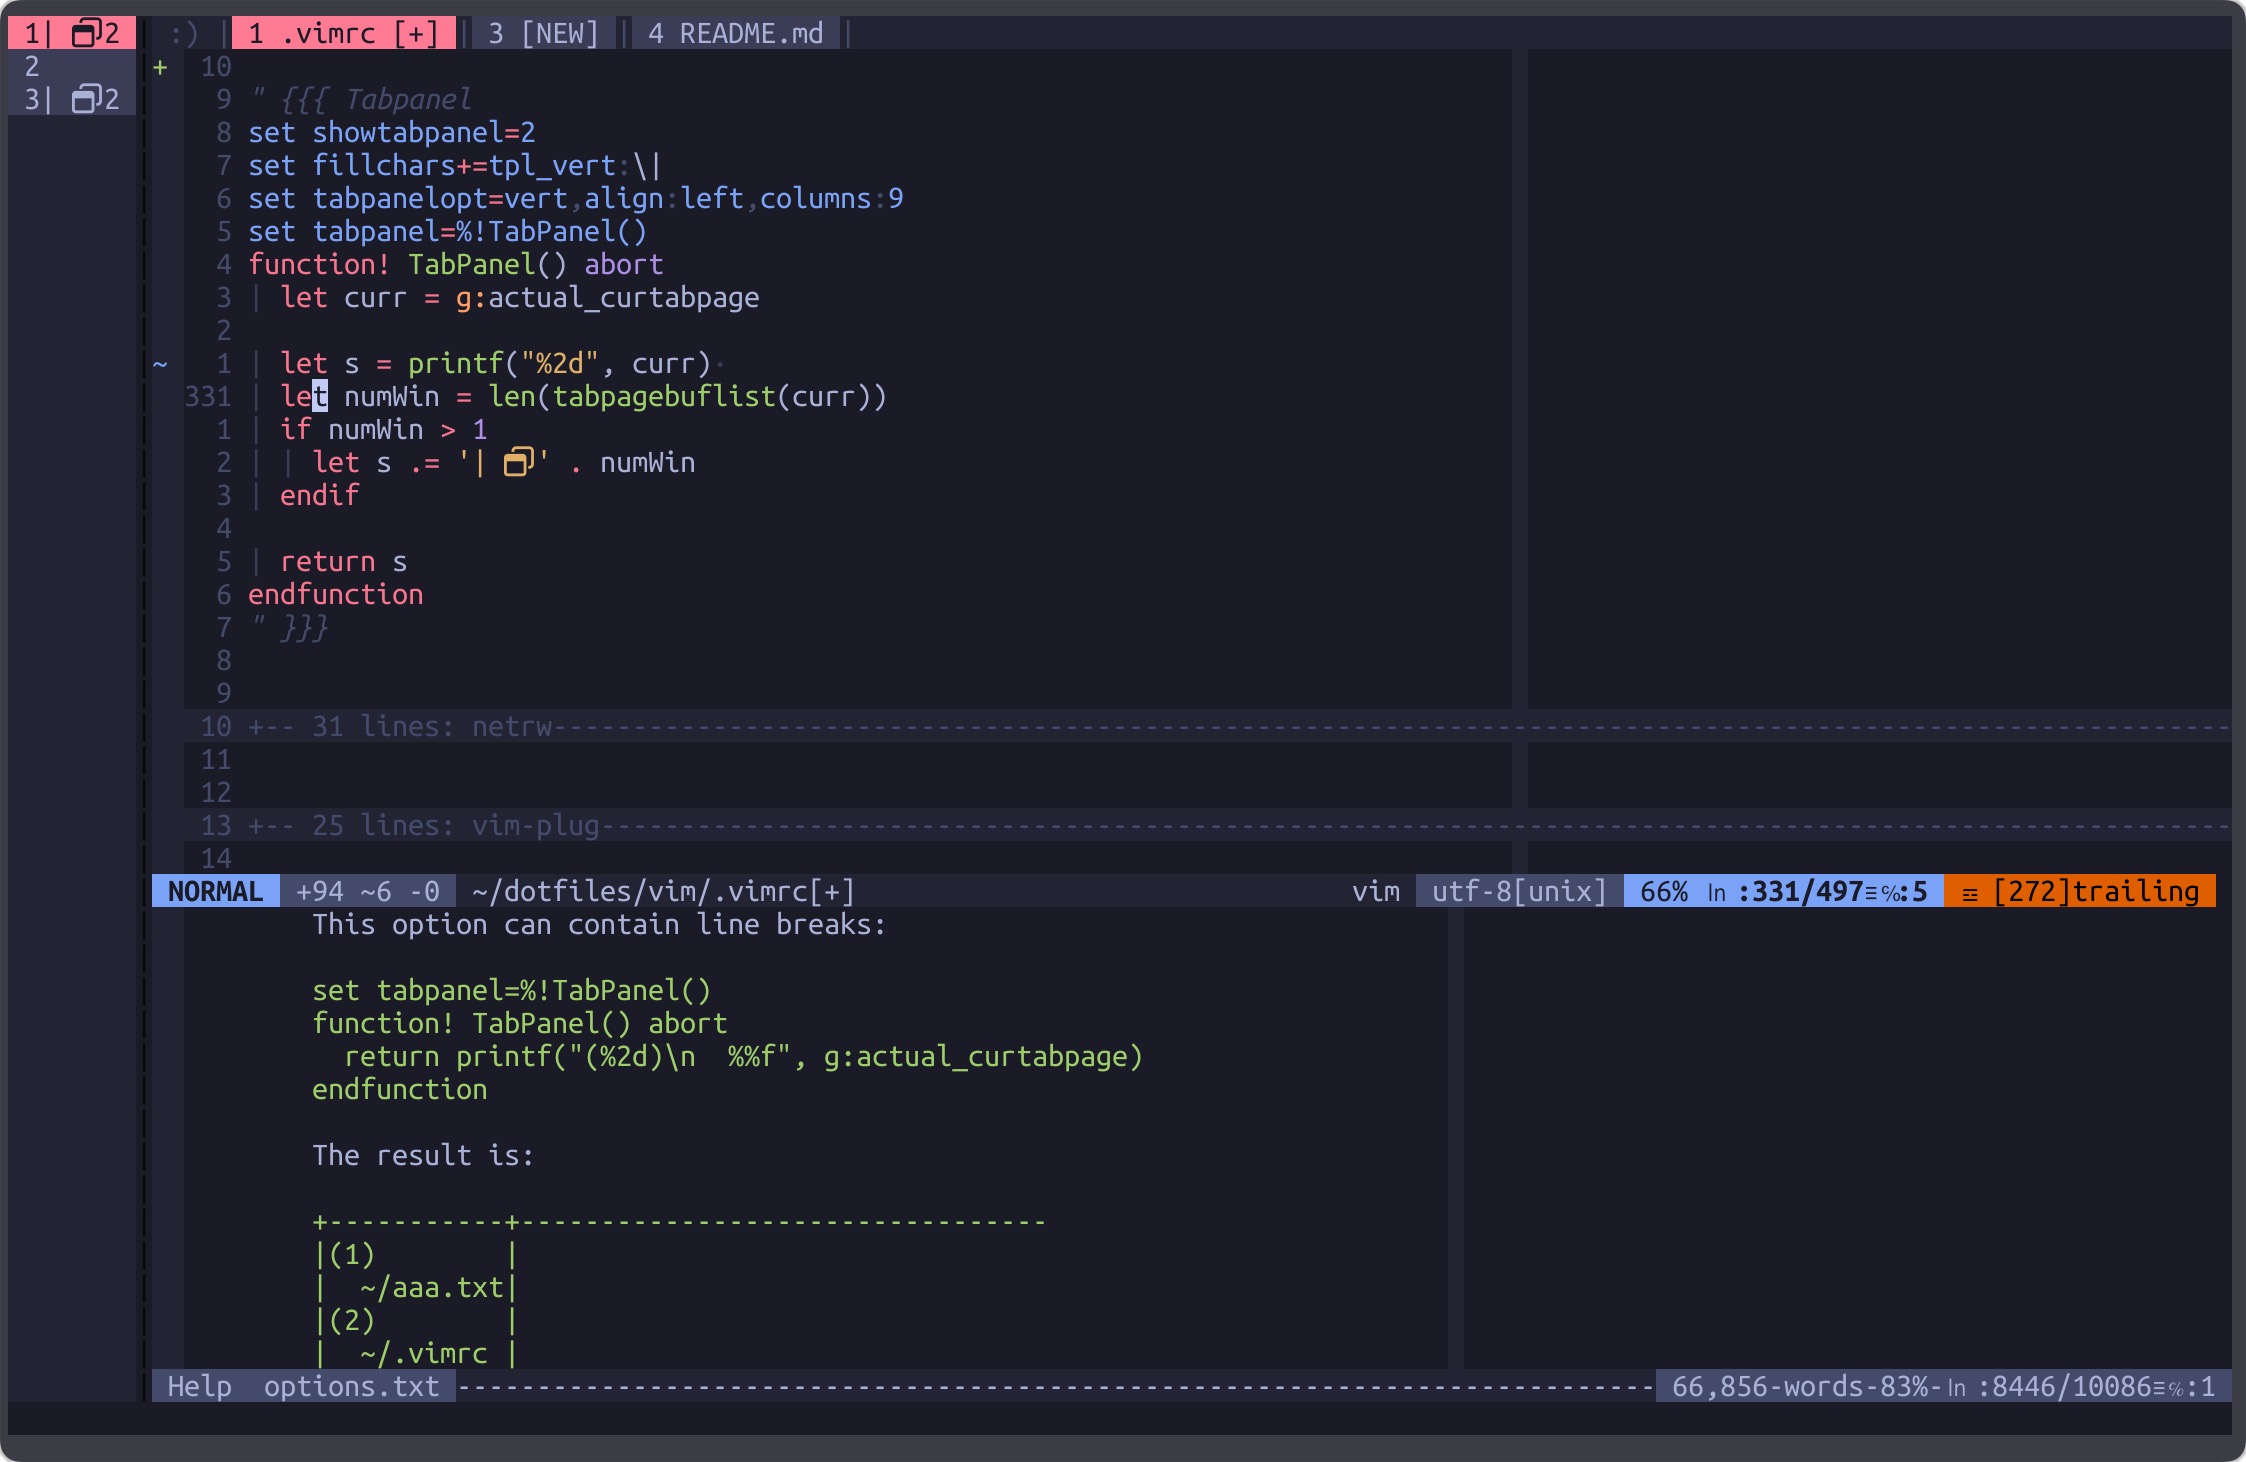 1| 2 :) | 1 .vimrc [+] | 3 [NEW] | 4 README.md |
2 + 10
3| 2 9 " {{{ Tabpanel
8 set showtabpanel=2
7 set fillchars+=tpl_vert:\|
6 set tabpanelopt=vert,align:left,columns:9
5 set tabpanel=%!TabPanel()
4 function! TabPanel() abort
3 | let curr = g:actual_curtabpage
2
~ 1 | let s = printf("%2d", curr)·
331 | let numWin = len(tabpagebuflist(curr))
1 | if numWin > 1
2 | | let s .= '| 🗗' . numWin
3 | endif
4
5 | return s
6 endfunction
7 " }}}
8
9
10 +-- 31 lines: netrw---------------------------------------------------------------------------------------------------------
11
12
13 +-- 25 lines: vim-plug------------------------------------------------------------------------------------------------------
14
NORMAL +94 ~6 -0 ~/dotfiles/vim/.vimrc[+] vim utf-8[unix] 66% ln :331/497≡℅:5 ☲ [272]trailing
This option can contain line breaks:
set tabpanel=%!TabPanel()
function! TabPanel() abort
return printf("(%2d)\n  %%f", g:actual_curtabpage)
endfunction
The result is:
+-----------+---------------------------------
|(1)        |
|  ~/aaa.txt|
|(2)        |
|  ~/.vimrc |
Help options.txt ---------------------------------------------------------------------------66,856-words-83%-ln :8446/10086≡℅:1